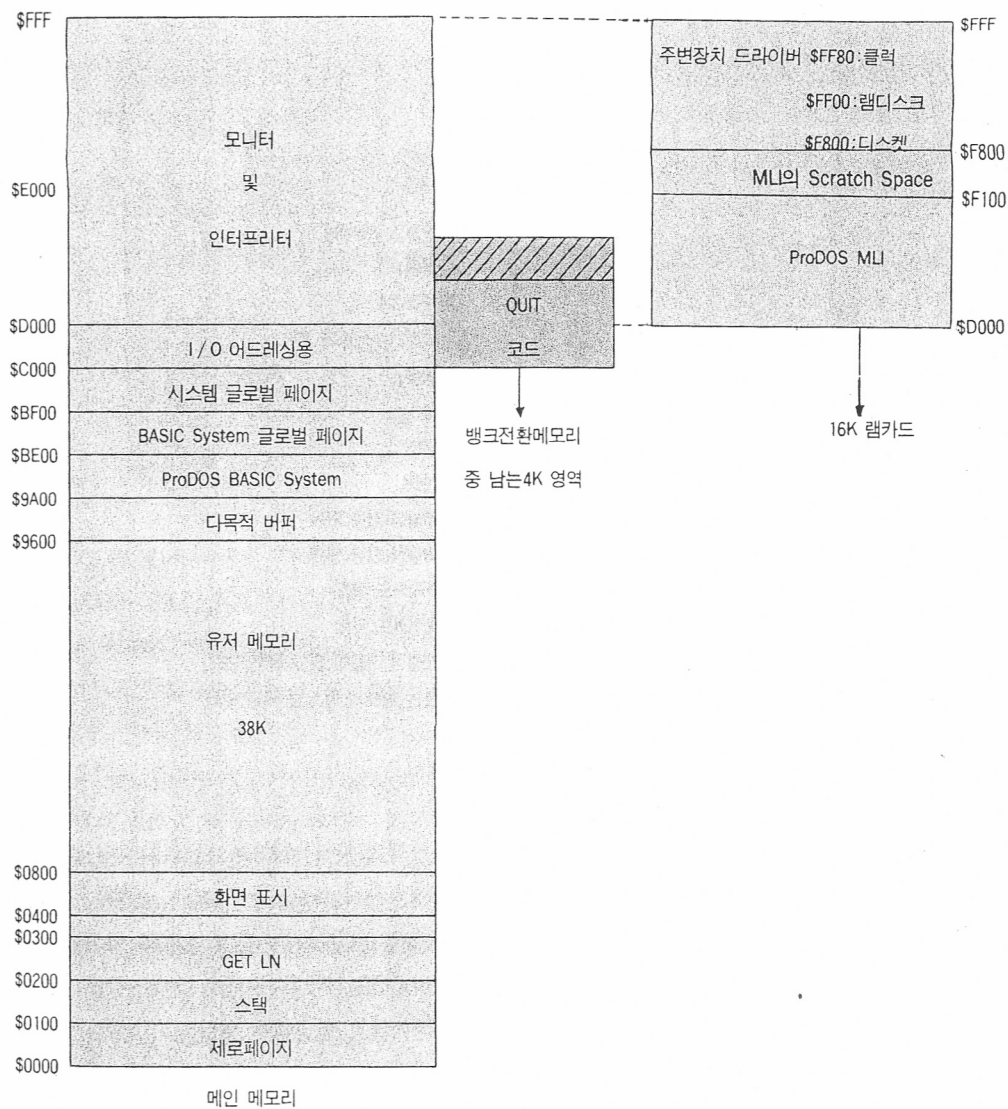 $FFF
모니터
및
$E000
인터프리터
$D000
I/O 어드레싱용
$C000
시스템 글로벌 페이지
$BF00
BASIC System 글로벌 페이지
$BE00
ProDOS BASIC System
$9A00
다목적 버퍼
$9600
유저 메모리
38K
$0800
화면 표시
$0400
$0300
GET LN
$0200
스택
$0100
제로페이지
$0000
메인 메모리
QUIT
코드
뱅크전환메모리
중 남는4K 영역
$FFF
주변장치 드라이버 $FF80:클럭
$FF00:램디스크
$F800:디스켓
$F800
MLI의 Scratch Space
$F100
ProDOS MLI
$D000
16K 램카드